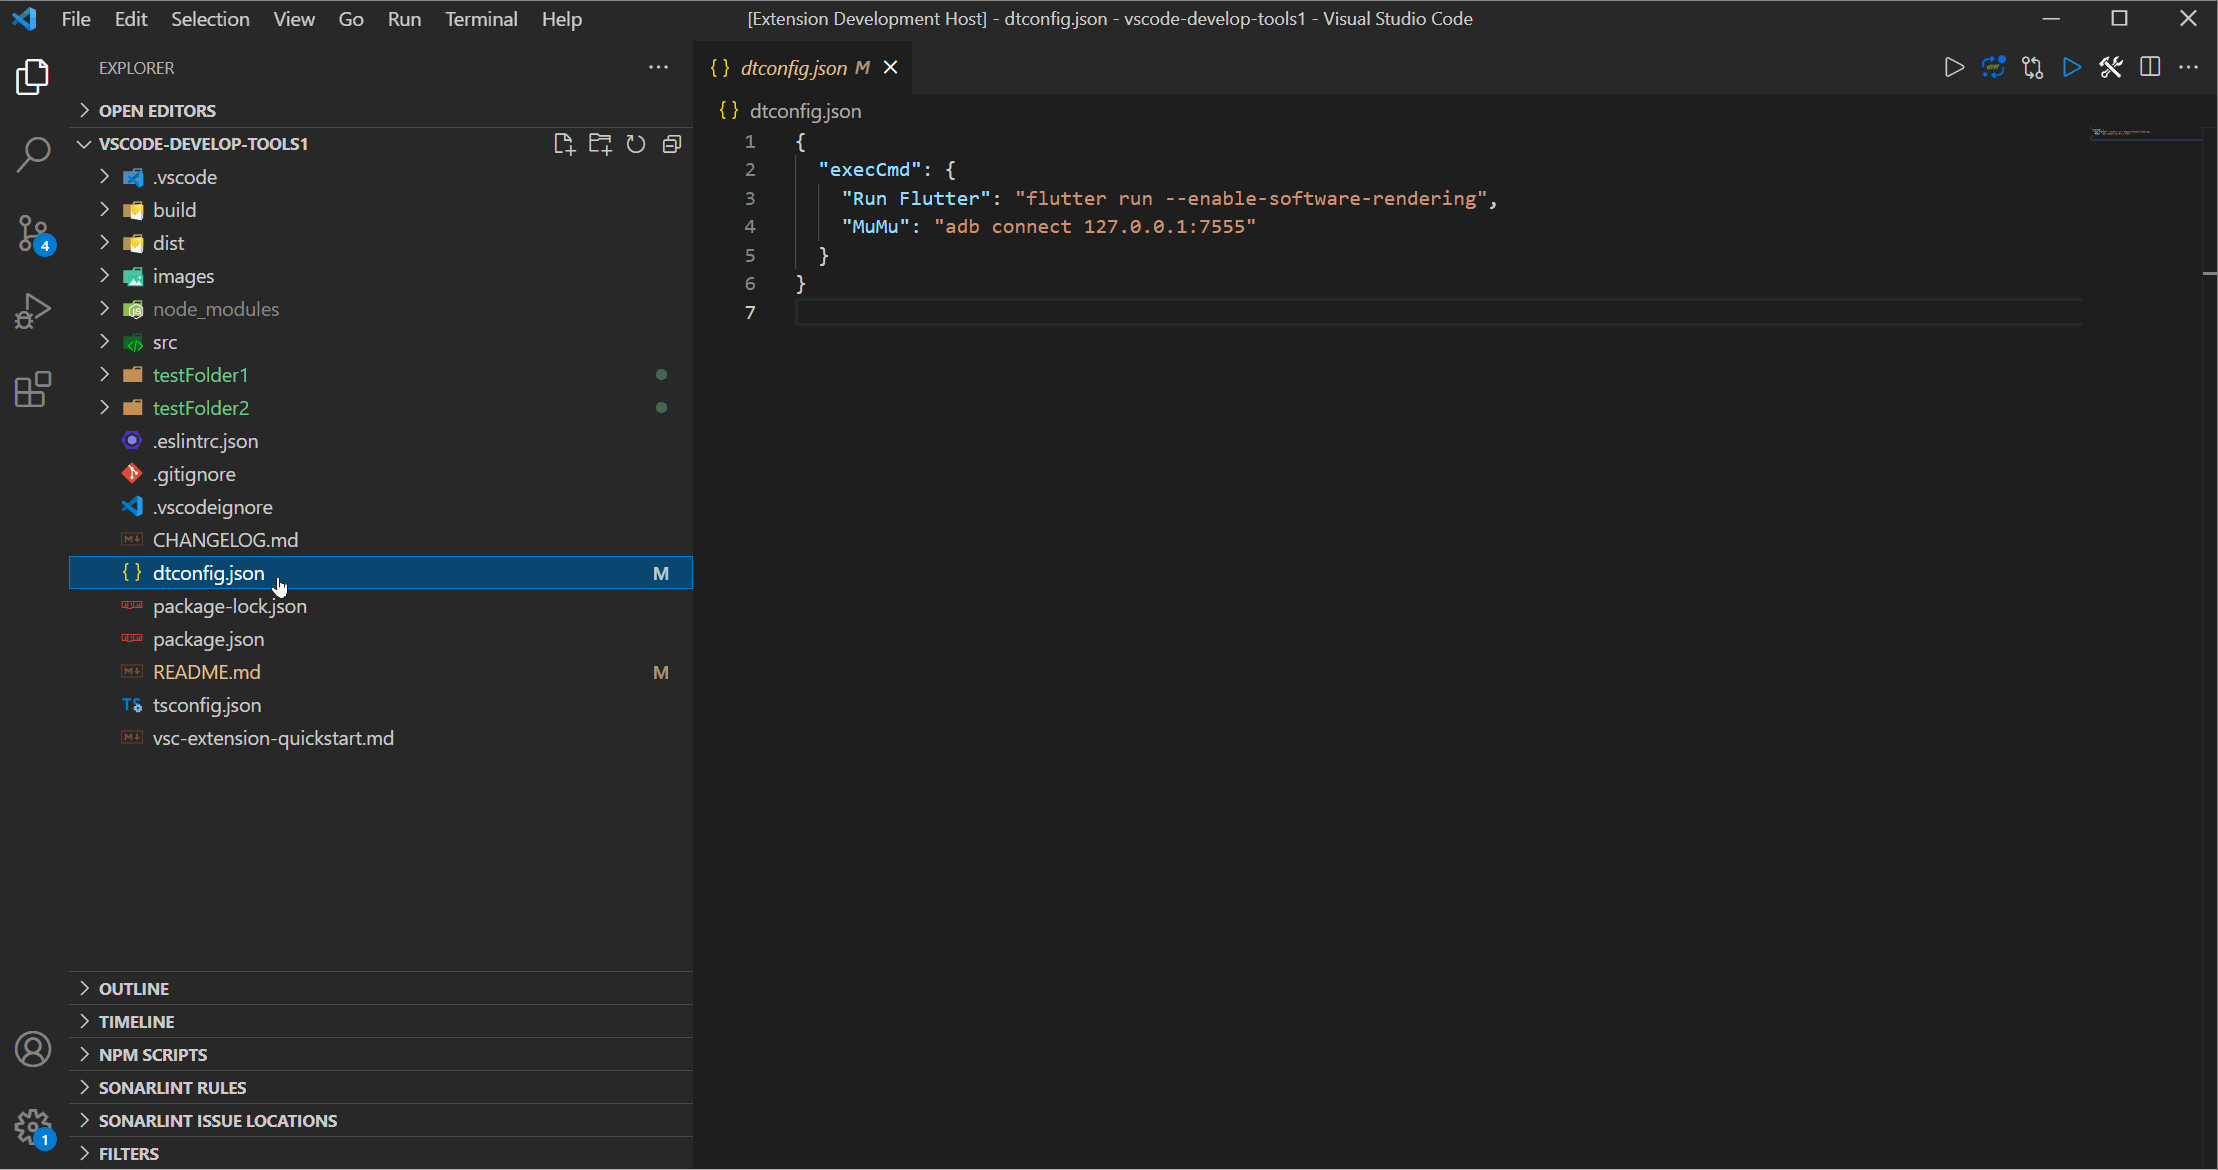 File Edit Selection View Go Run Terminal Help
[Extension Development Host] - dtconfig.json - vscode-develop-tools1 - Visual Studio Code
EXPLORER
OPEN EDITORS
VSCODE-DEVELOP-TOOLS1
.vscode
build
dist
images
node_modules
src
testFolder1
testFolder2
.eslintrc.json
.gitignore
.vscodeignore
CHANGELOG.md
dtconfig.json M
package-lock.json
package.json
README.md M
tsconfig.json
vsc-extension-quickstart.md
OUTLINE
TIMELINE
NPM SCRIPTS
SONARLINT RULES
SONARLINT ISSUE LOCATIONS
FILTERS
4
1
{} dtconfig.json M
{} dtconfig.json
1 {
2 "execCmd": {
3 "Run Flutter": "flutter run --enable-software-rendering",
4 "MuMu": "adb connect 127.0.0.1:7555"
5 }
6 }
7